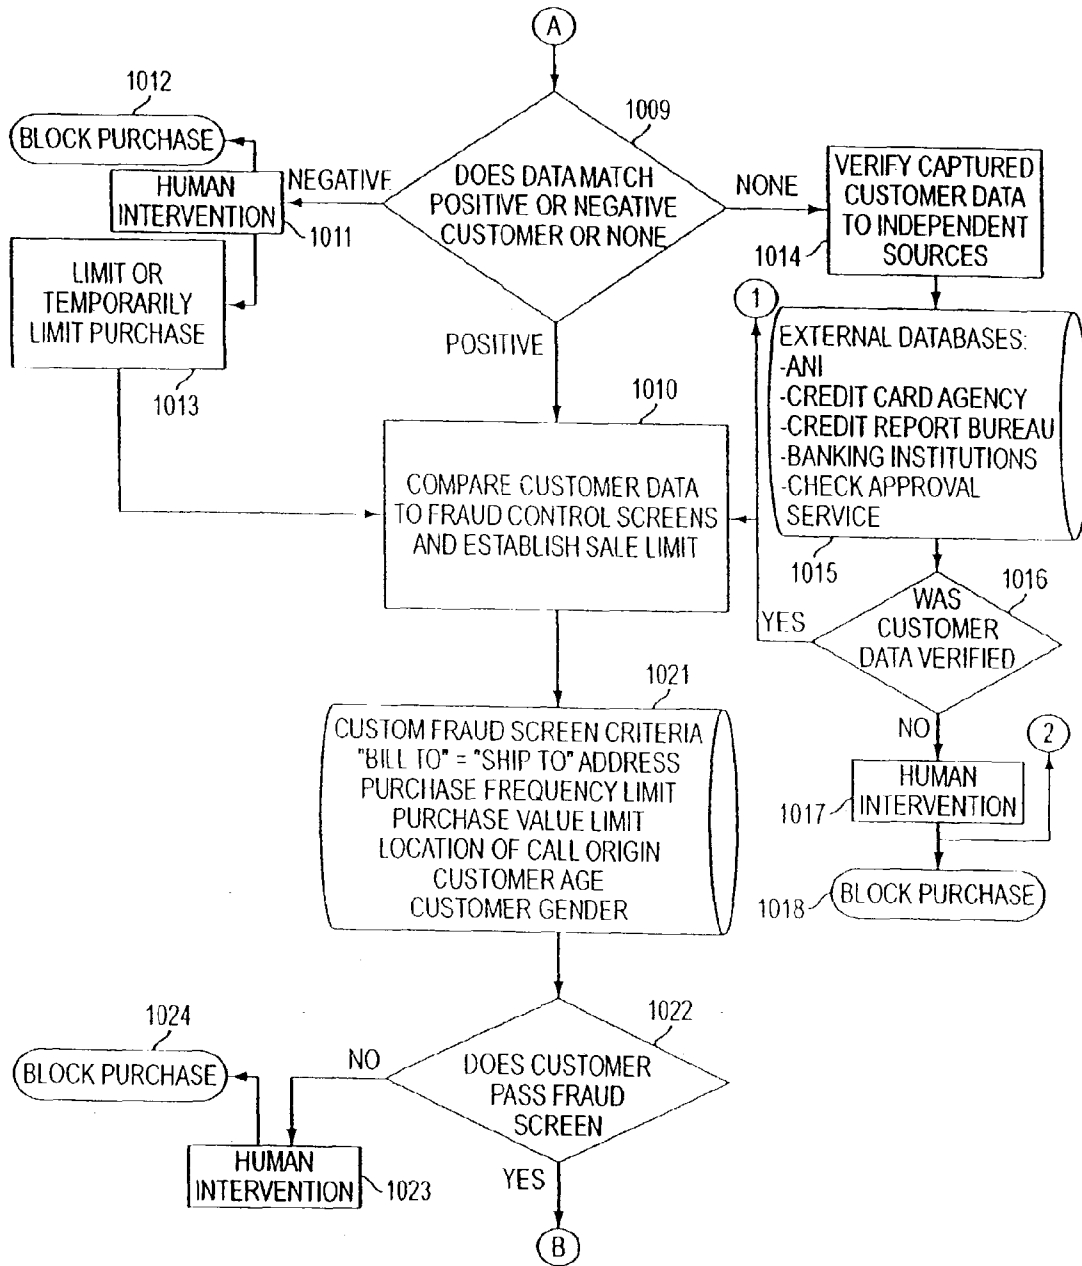 A
1009
DOES DATA MATCH
POSITIVE OR NEGATIVE
CUSTOMER OR NONE
NEGATIVE
NONE
POSITIVE
1012
BLOCK PURCHASE
HUMAN
INTERVENTION
1011
LIMIT OR
TEMPORARILY
LIMIT PURCHASE
1013
VERIFY CAPTURED
CUSTOMER DATA
TO INDEPENDENT
SOURCES
1014
1
EXTERNAL DATABASES:
-ANI
-CREDIT CARD AGENCY
-CREDIT REPORT BUREAU
-BANKING INSTITUTIONS
-CHECK APPROVAL
SERVICE
1015
1010
COMPARE CUSTOMER DATA
TO FRAUD CONTROL SCREENS
AND ESTABLISH SALE LIMIT
1016
WAS
CUSTOMER
DATA VERIFIED
YES
NO
2
HUMAN
INTERVENTION
1017
BLOCK PURCHASE
1018
1021
CUSTOM FRAUD SCREEN CRITERIA
"BILL TO" = "SHIP TO" ADDRESS
PURCHASE FREQUENCY LIMIT
PURCHASE VALUE LIMIT
LOCATION OF CALL ORIGIN
CUSTOMER AGE
CUSTOMER GENDER
1022
DOES CUSTOMER
PASS FRAUD
SCREEN
NO
1024
BLOCK PURCHASE
HUMAN
INTERVENTION
1023
YES
B